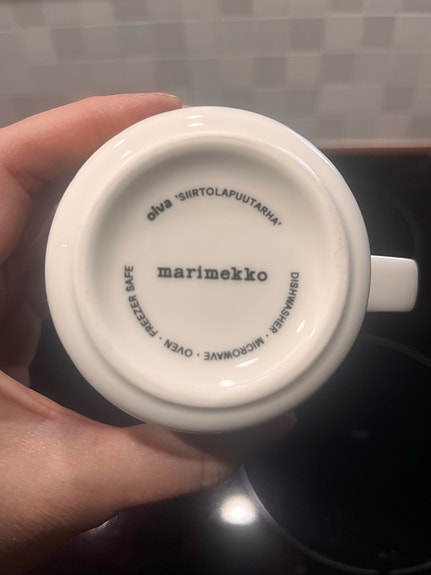 oiva 'SIIRTOLAPUUTARHA'
marimekko
DISHWASHER · MICROWAVE · OVEN · FREEZER SAFE